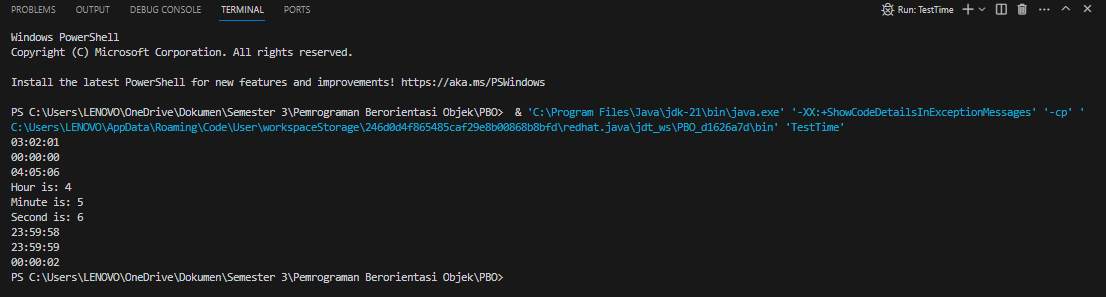 PROBLEMS OUTPUT DEBUG CONSOLE TERMINAL PORTS Run: TestTime
Windows PowerShell
Copyright (C) Microsoft Corporation. All rights reserved.
Install the latest PowerShell for new features and improvements! https://aka.ms/PSWindows
PS C:\Users\LENOVO\OneDrive\Dokumen\Semester 3\Pemrograman Berorientasi Objek\PBO>  & 'C:\Program Files\Java\jdk-21\bin\java.exe' '-XX:+ShowCodeDetailsInExceptionMessages' '-cp' '
C:\Users\LENOVO\AppData\Roaming\Code\User\workspaceStorage\246d0d4f865485caf29e8b00868b8bfd\redhat.java\jdt_ws\PBO_d1626a7d\bin' 'TestTime'
03:02:01
00:00:00
04:05:06
Hour is: 4
Minute is: 5
Second is: 6
23:59:58
23:59:59
00:00:02
PS C:\Users\LENOVO\OneDrive\Dokumen\Semester 3\Pemrograman Berorientasi Objek\PBO>